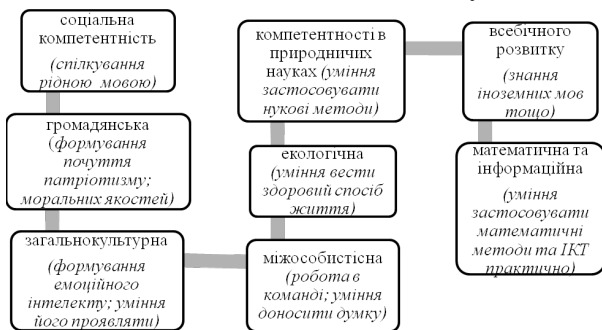 соціальна
компетентність
(спілкування
рідною мовою)
громадянська
(формування
почуття
патріотизму;
моральних якостей)
загальнокультурна
(формування
емоційного
інтелекту; уміння
його проявляти)
міжособистісна
(робота в
команді; уміння
доносити думку)
екологічна
(уміння вести
здоровий спосіб
життя)
компетентності в
природничих
науках (уміння
застосовувати
нукові методи)
всебічного
розвитку
(знання
іноземних мов
тощо)
математична та
інформаційна
(уміння
застосовувати
математичні
методи та ІКТ
практично)